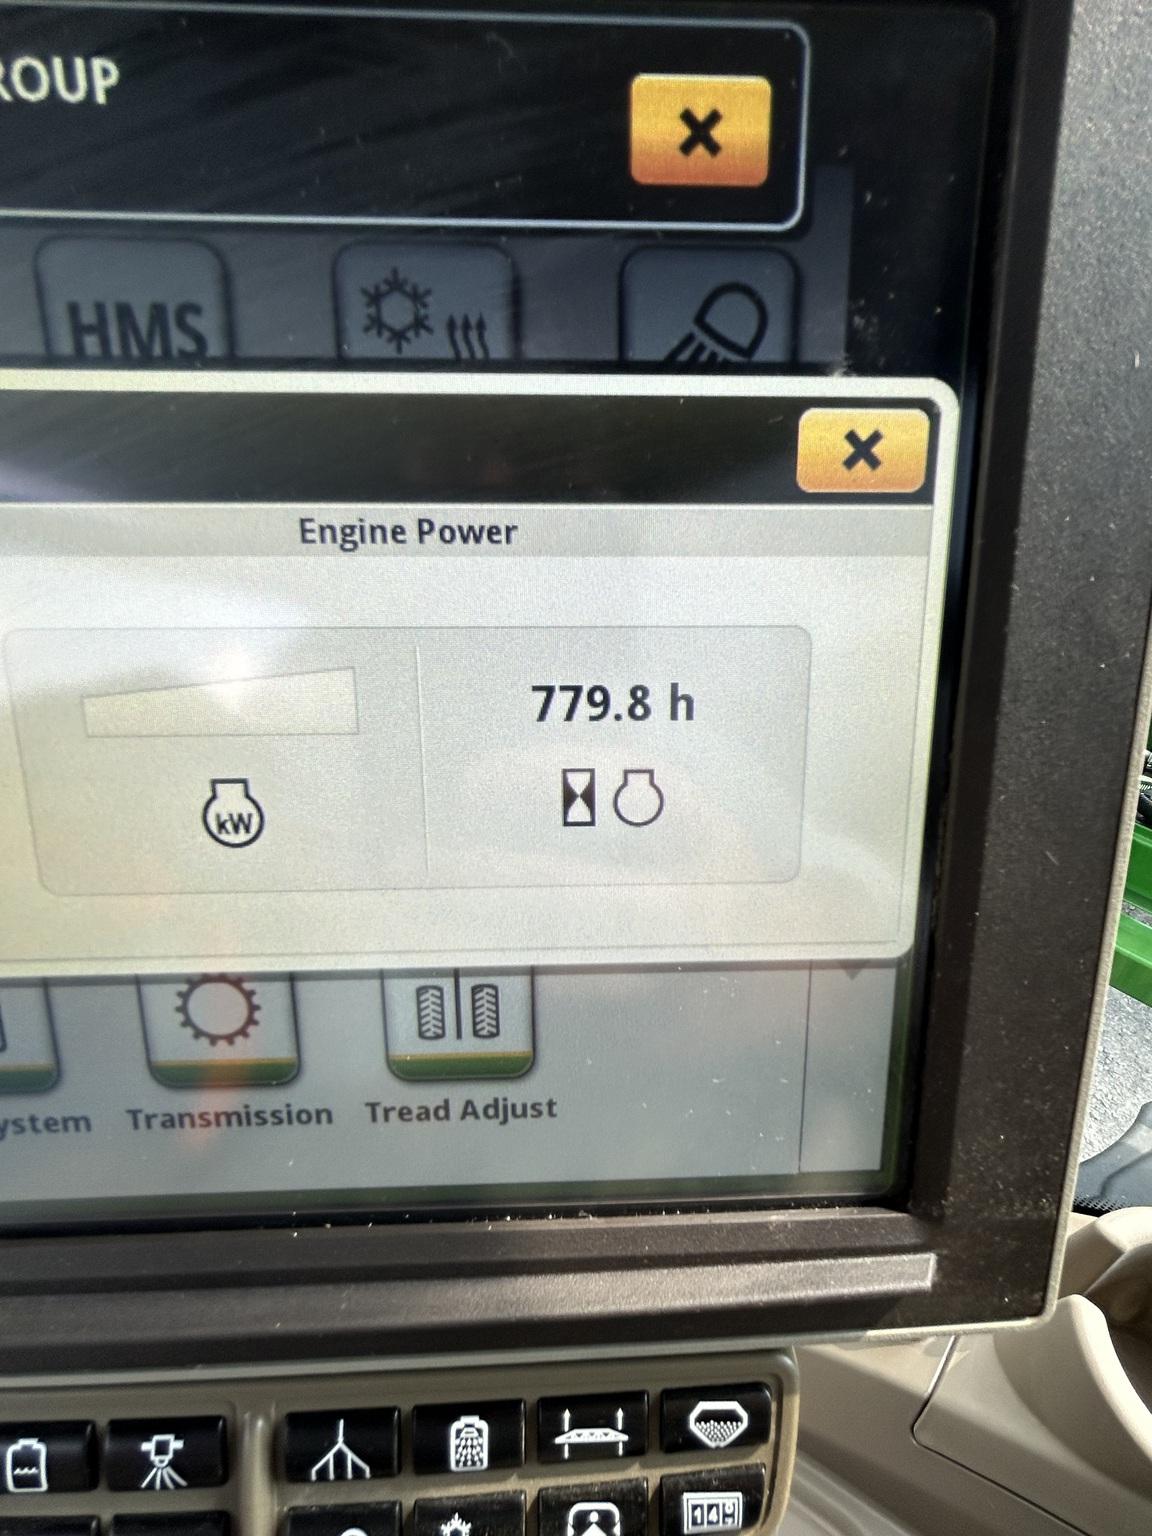 ROUP
HMS
Engine Power
779.8 h
kW
ystem
Transmission
Tread Adjust